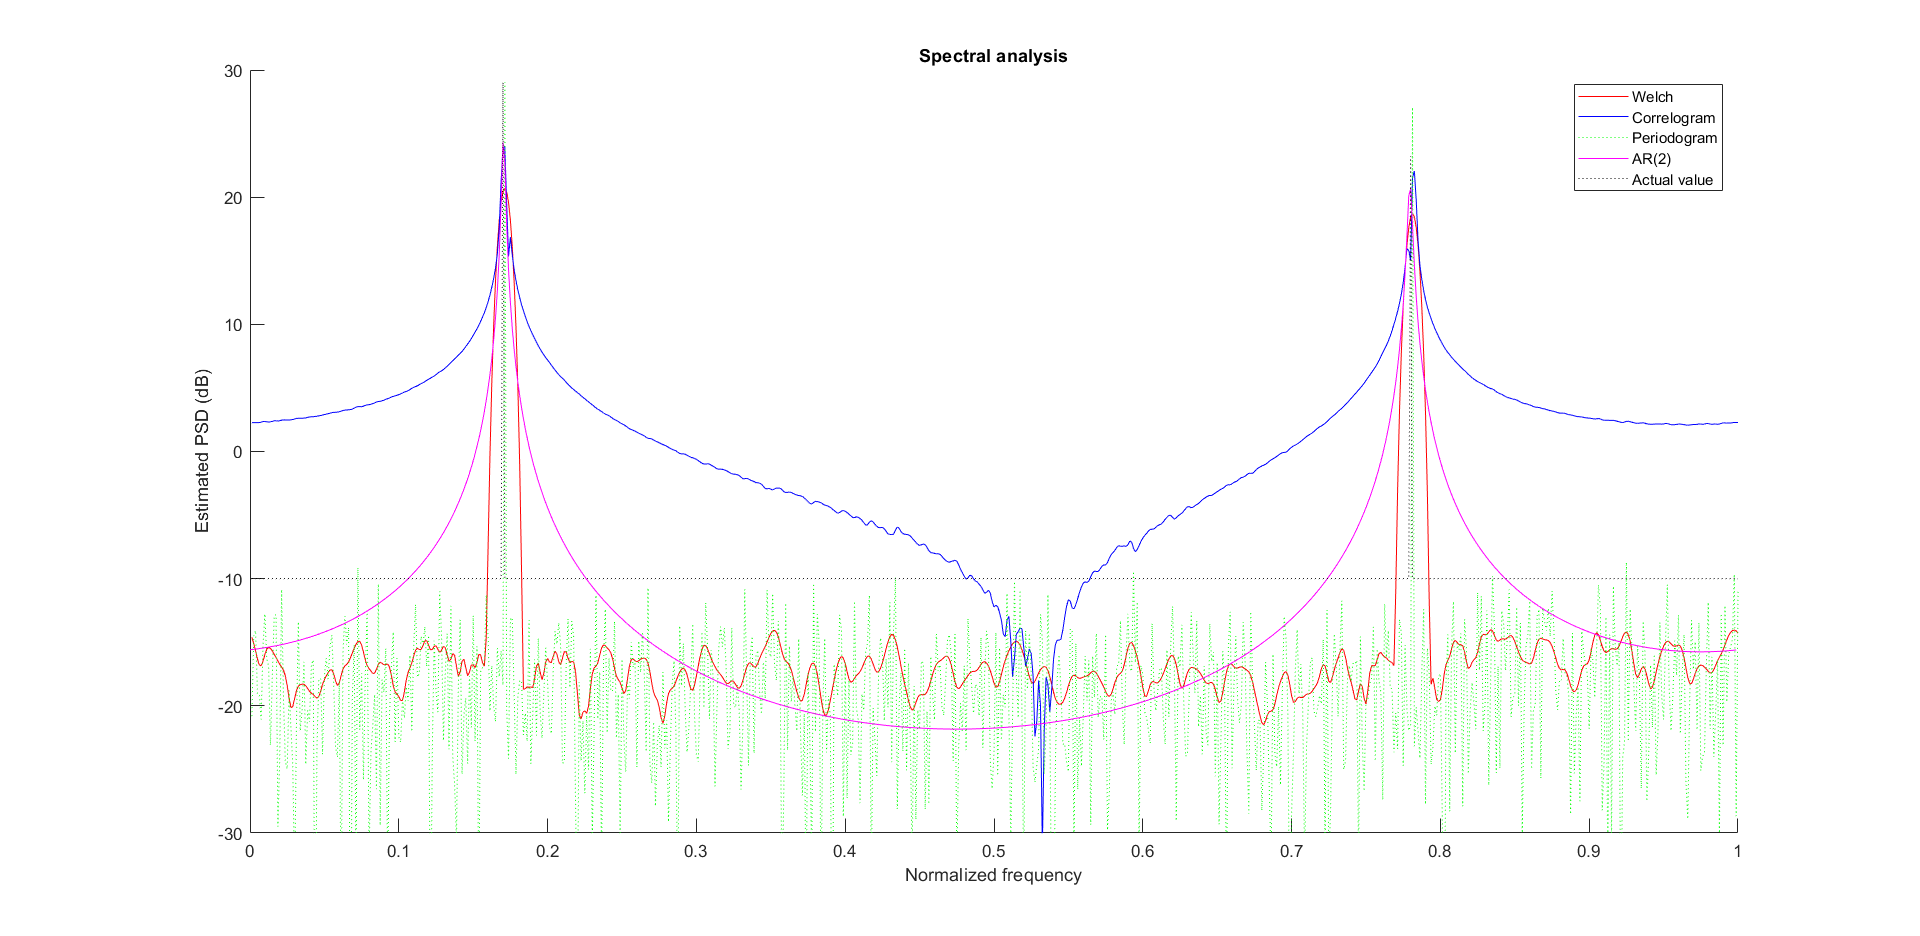 Spectral analysis
Welch
Correlogram
Periodogram
AR(2)
Actual value
Estimated PSD (dB)
30
20
10
0
-10
-20
-30
0 0.1 0.2 0.3 0.4 0.5 0.6 0.7 0.8 0.9 1
Normalized frequency